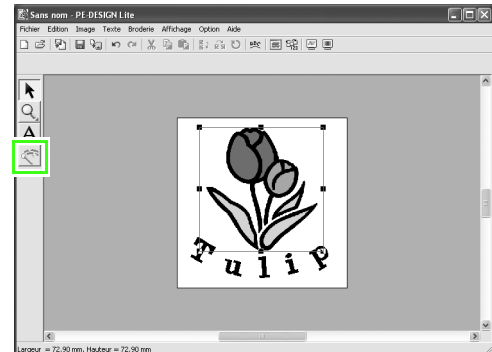 Sans nom - PE-DESIGN Lite
Fichier Edition Image Texte Broderie Affichage Option Aide
ABC
A
Tulip
Largeur = 72.90 mm, Hauteur = 72.90 mm